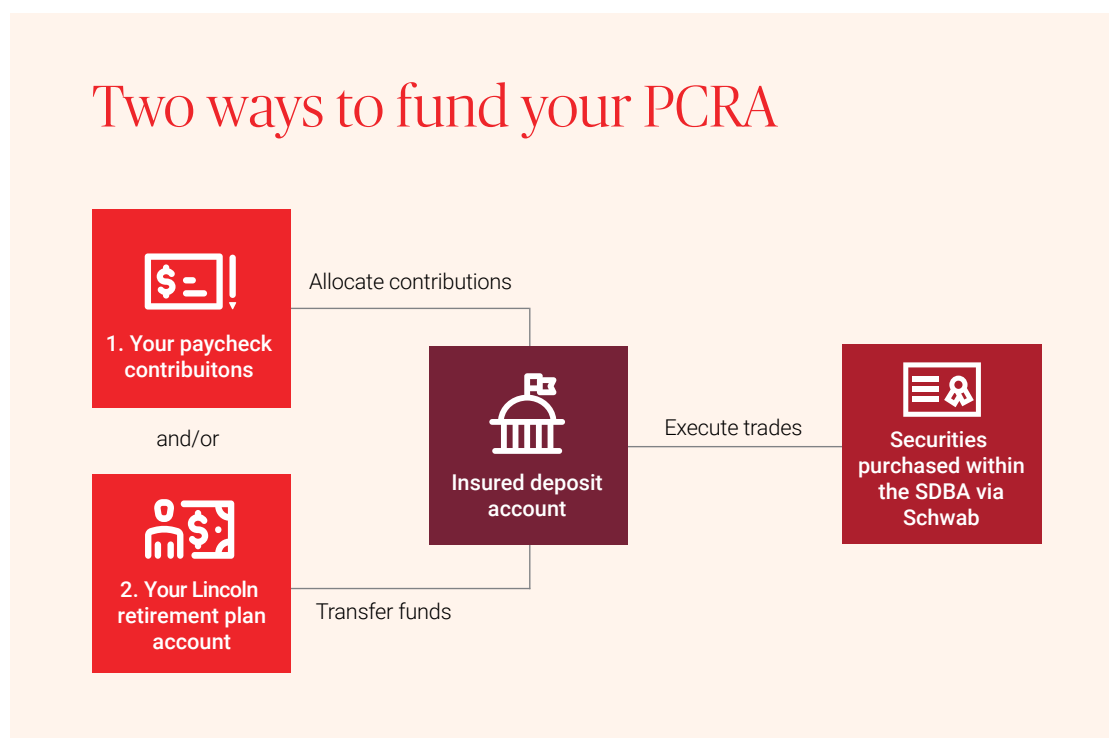 Two ways to fund your PCRA
1. Your paycheck
contribuitons
and/or
2. Your Lincoln
retirement plan
account
Allocate contributions
Transfer funds
Insured deposit
account
Execute trades
Securities
purchased within
the SDBA via
Schwab